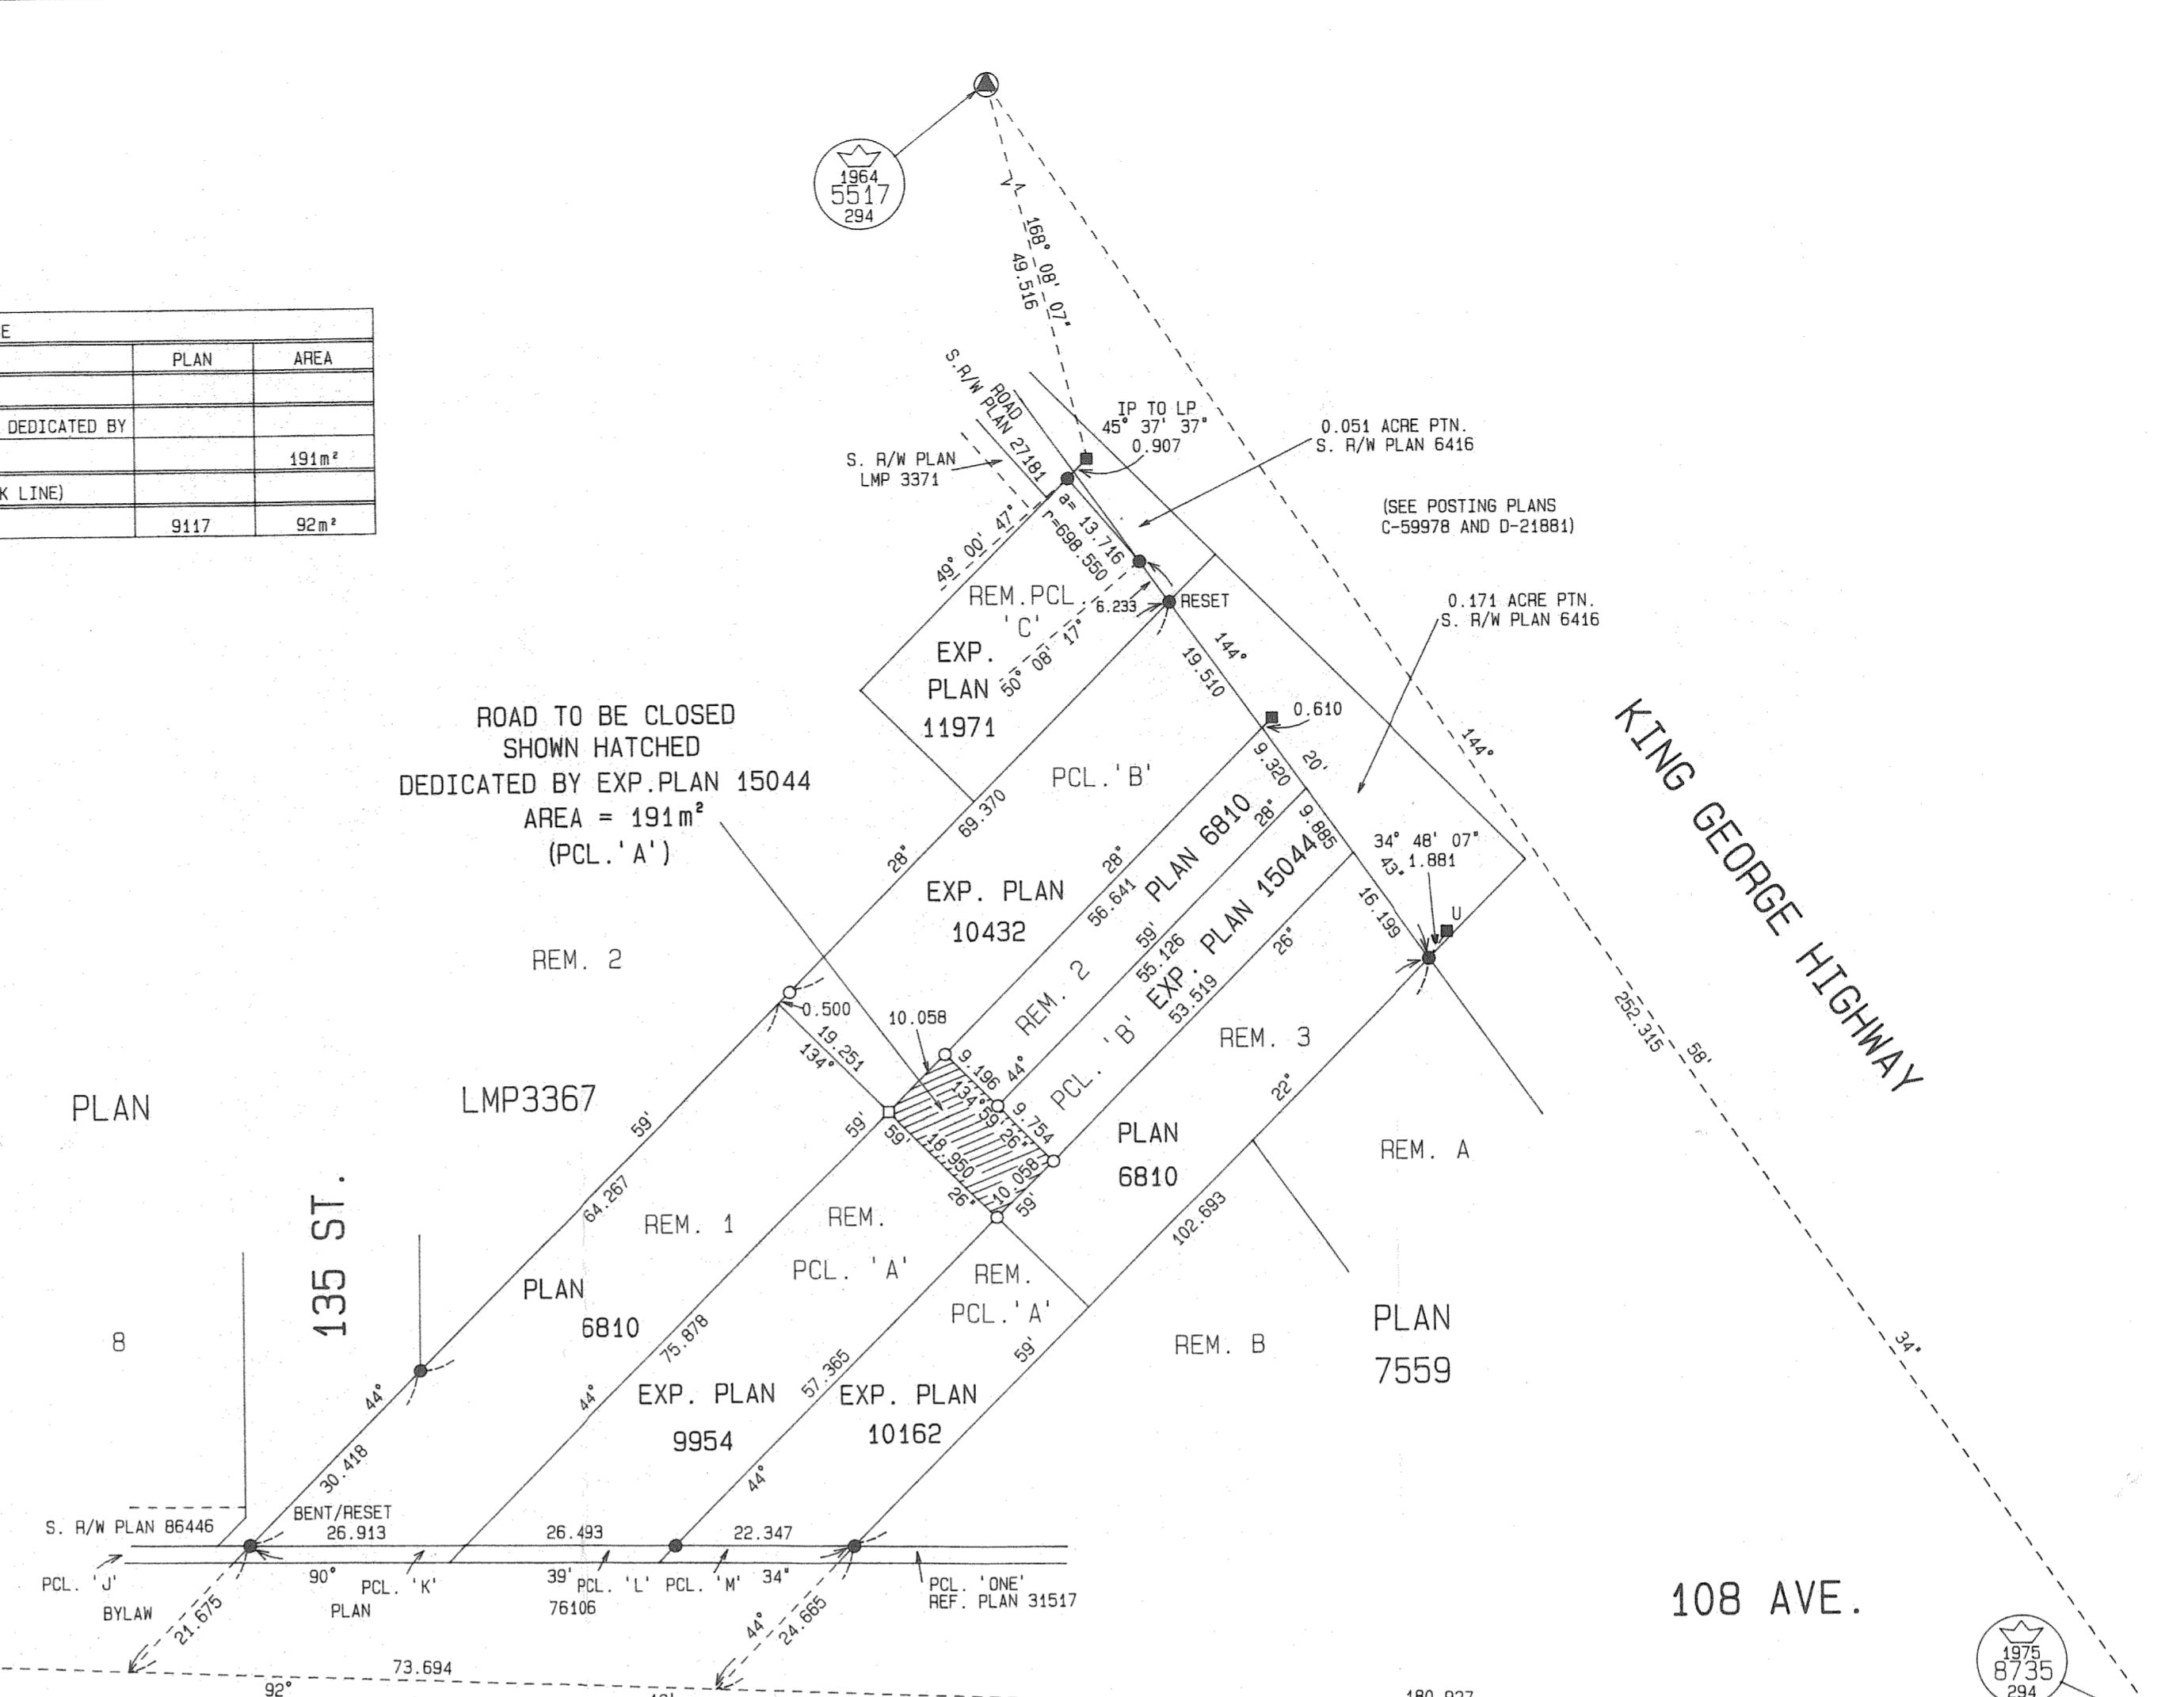 1964
5517
294
168° 08' 07"
49.516
E
PLAN
AREA
DEDICATED BY
191m²
K LINE)
9117
92m²
S.R/W PLAN 27181
ROAD
S. R/W PLAN
LMP 3371
IP TO LP
45° 37' 37"
0.907
0.051 ACRE PTN.
S. R/W PLAN 6416
(SEE POSTING PLANS
C-59978 AND D-21881)
0.171 ACRE PTN.
S. R/W PLAN 6416
49° 00' 47"
a= 13.716
r=698.550
REM.PCL.
'C'
EXP.
PLAN
11971
50° 08' 17"
6.233
RESET
144°
19.510
0.610
9.320
20'
9.885
34° 48' 07"
1.881
43"
16.199
U
144°
252.315
58'
34"
KING GEORGE HIGHWAY
ROAD TO BE CLOSED
SHOWN HATCHED
DEDICATED BY EXP.PLAN 15044
AREA = 191m²
(PCL.'A')
PCL.'B'
69.370
28"
EXP. PLAN
10432
28"
56.641
PLAN 6810
28"
REM. 2
59'
55.126
44°
EXP. PLAN 15044
PCL. 'B'
53.519
26"
REM. 3
22"
REM. 2
0.500
19.251
134°
10.058
9.196
134° 59' 26"
9.754
18.950
10.058
59'
59'
59'
26"
PLAN
6810
REM. A
102.693
PLAN
LMP3367
59'
64.267
REM. 1
REM.
PCL. 'A'
REM.
PCL.'A'
PLAN
6810
75.878
44°
57.365
59'
REM. B
PLAN
7559
135 ST.
8
44°
30.418
EXP. PLAN
9954
EXP. PLAN
10162
44°
S. R/W PLAN 86446
BENT/RESET
26.913
26.493
22.347
PCL. 'J'
90°
PCL. 'K'
39'
PCL. 'L'
PCL. 'M'
34"
PCL. 'ONE'
REF. PLAN 31517
BYLAW
PLAN
76106
21.675
44°
24.665
108 AVE.
73.694
92°
1975
8735
294